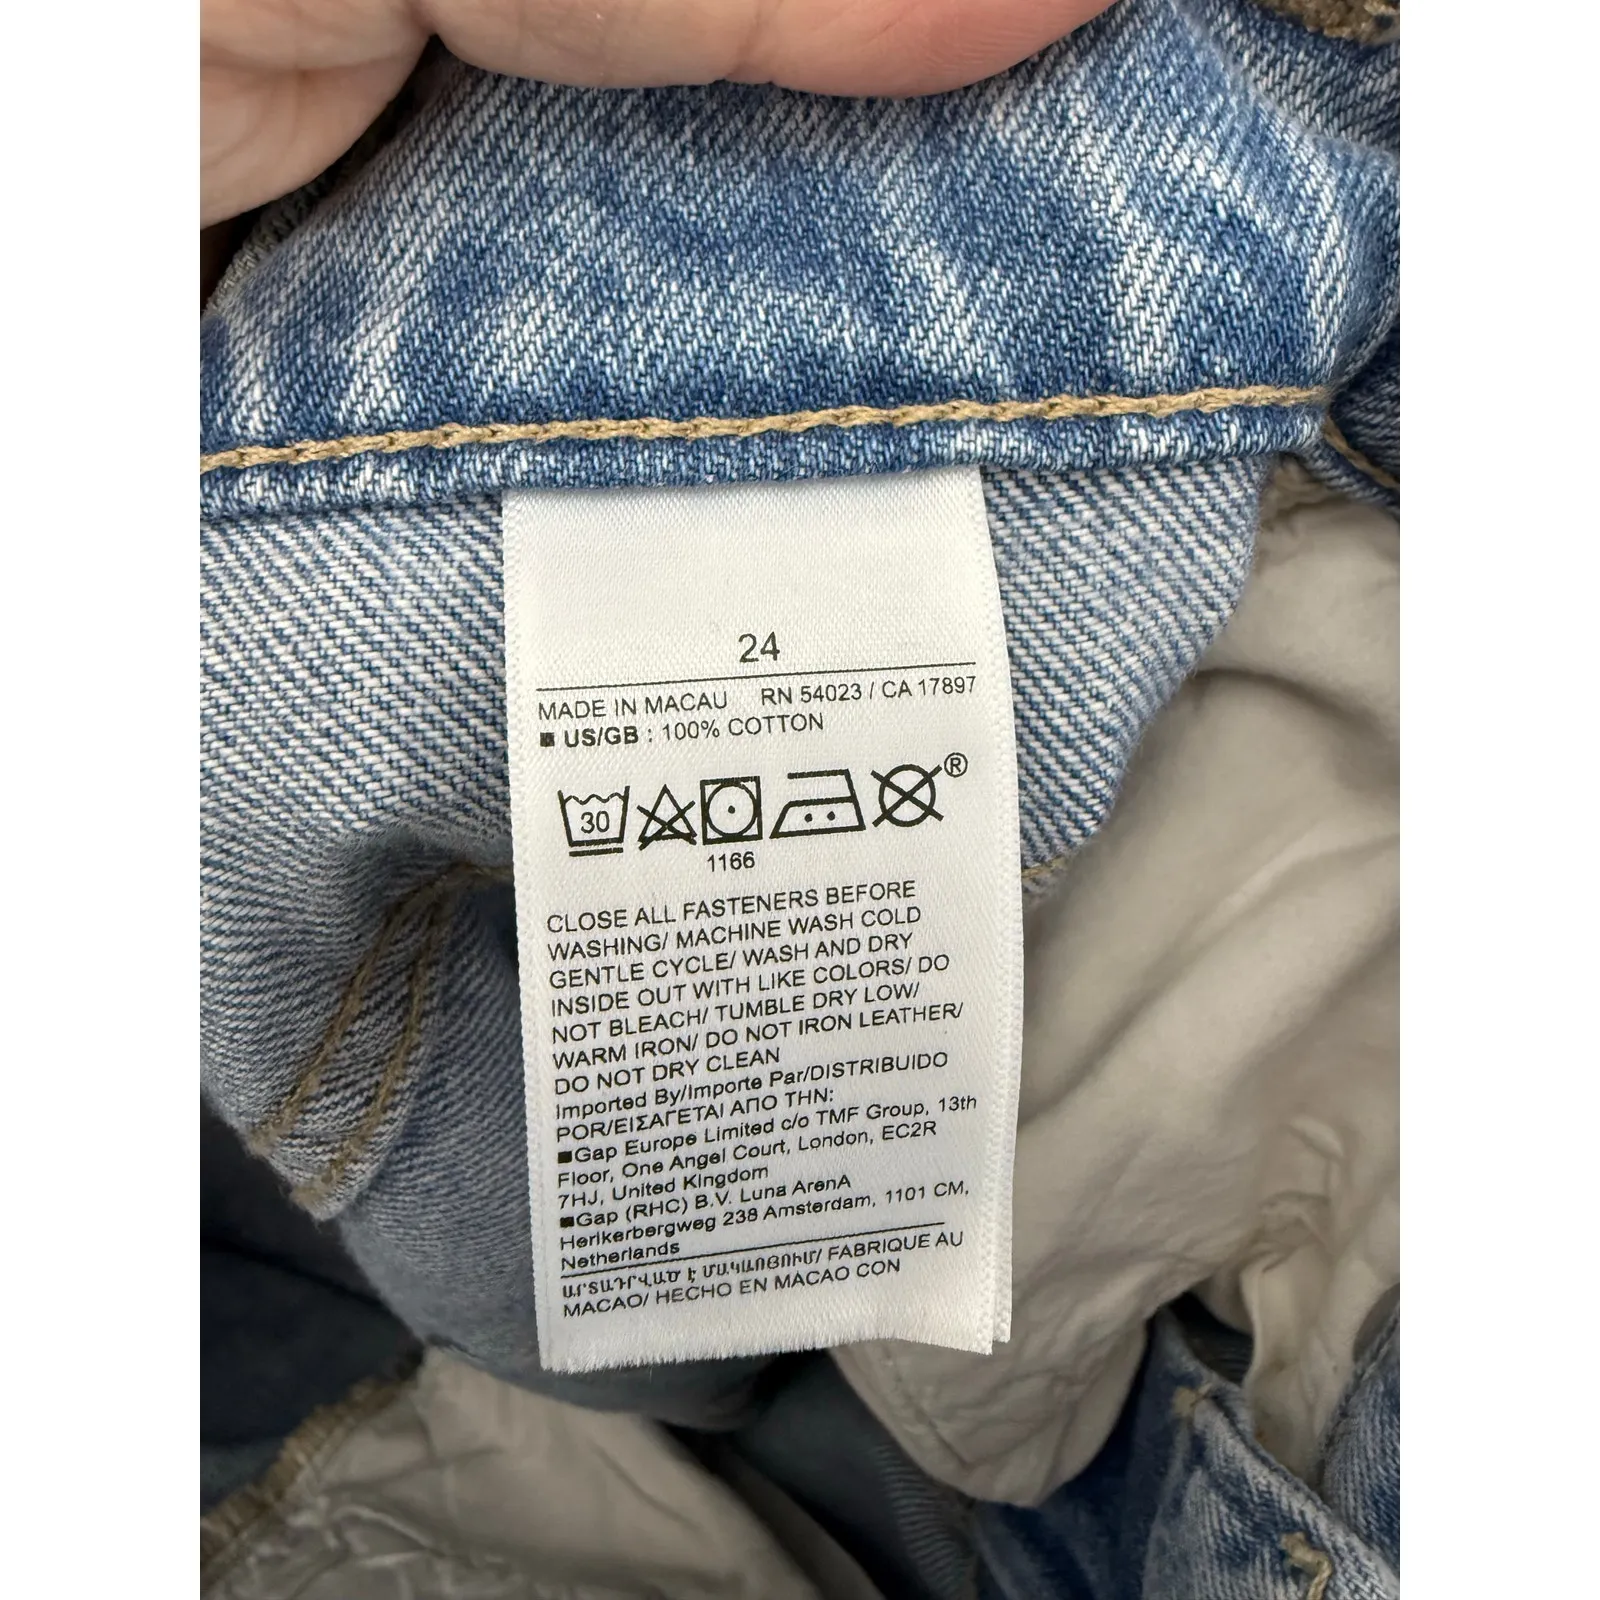 24
MADE IN MACAU RN 54023 / CA 17897
■ US/GB : 100% COTTON
30
®
1166
CLOSE ALL FASTENERS BEFORE
WASHING/ MACHINE WASH COLD
GENTLE CYCLE/ WASH AND DRY
INSIDE OUT WITH LIKE COLORS/ DO
NOT BLEACH/ TUMBLE DRY LOW/
WARM IRON/ DO NOT IRON LEATHER/
DO NOT DRY CLEAN
Imported By/Importe Par/DISTRIBUIDO
POR/ΕΙΣΑΓΕΤΑΙ ΑΠΟ ΤΗΝ:
■Gap Europe Limited c/o TMF Group, 13th
Floor, One Angel Court, London, EC2R
7HJ, United Kingdom
■Gap (RHC) B.V. Luna ArenA
Herikerbergweg 238 Amsterdam, 1101 CM,
Netherlands
ԱՐՏԱԴՐՎԱԾ Է ՄԱԿԱՈՅՈՒՄ/ FABRIQUE AU
MACAO/ HECHO EN MACAO CON